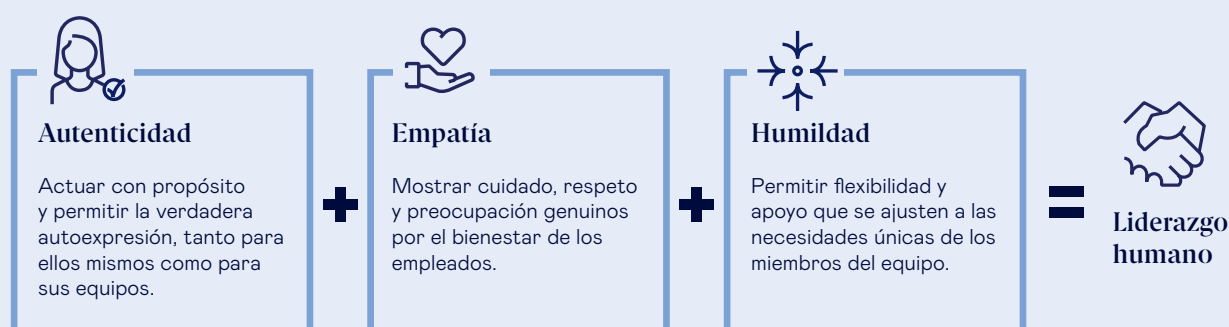 Autenticidad
Actuar con propósito
y permitir la verdadera
autoexpresión, tanto para
ellos mismos como para
sus equipos.
+
Empatía
Mostrar cuidado, respeto
y preocupación genuinos
por el bienestar de los
empleados.
+
Humildad
Permitir flexibilidad y
apoyo que se ajusten a las
necesidades únicas de los
miembros del equipo.
=
Liderazgo
humano